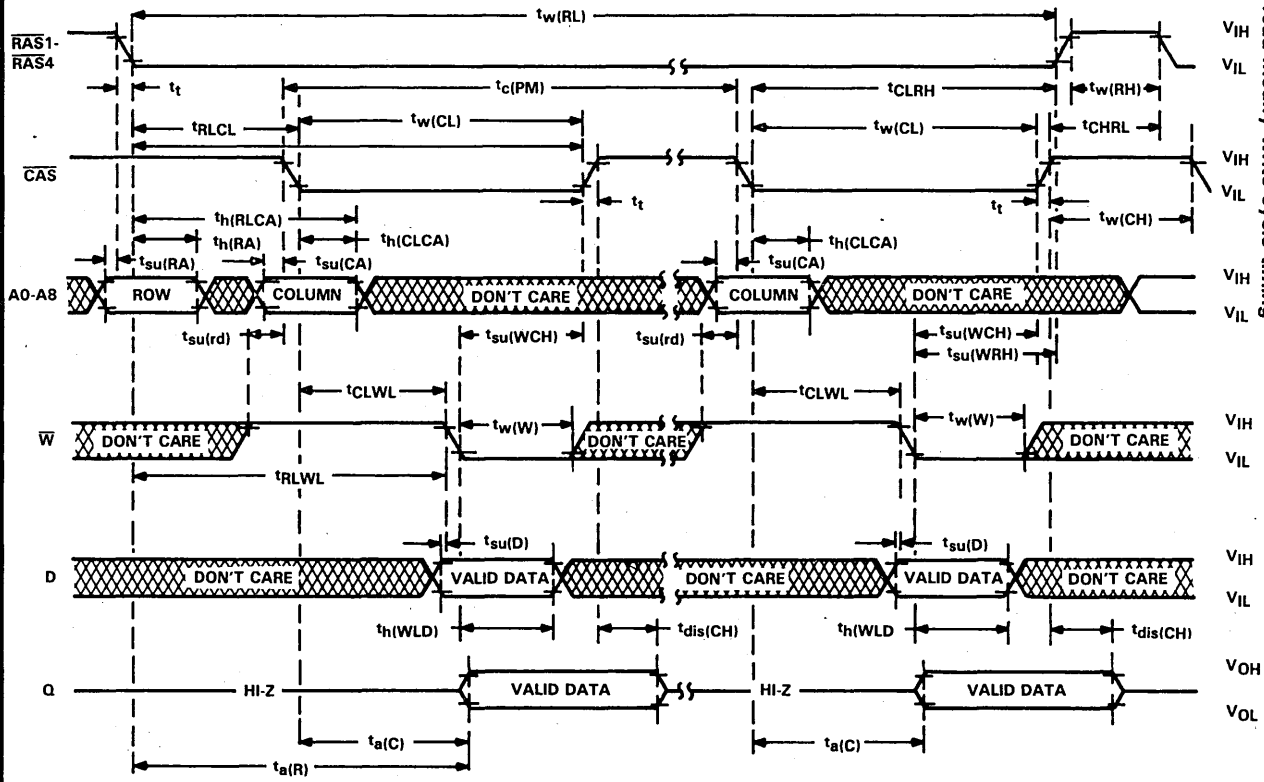 tw(RL)
RAS1-
RAS4
VIH
VIL
tt
tc(PM)
tCLRH
tw(RH)
tRLCL
tw(CL)
tw(CL)
tCHRL
CAS
VIH
VIL
tt
tt
tw(CH)
th(RLCA)
th(RA)
th(CLCA)
th(CLCA)
tsu(RA)
tsu(CA)
tsu(CA)
A0-A8
ROW
COLUMN
DON'T CARE
COLUMN
DON'T CARE
VIH
VIL
tsu(rd)
tsu(WCH)
tsu(rd)
tsu(WCH)
tsu(WRH)
tCLWL
tCLWL
W
DON'T CARE
tw(W)
DON'T CARE
tw(W)
DON'T CARE
VIH
VIL
tRLWL
tsu(D)
tsu(D)
D
DON'T CARE
VALID DATA
DON'T CARE
VALID DATA
DON'T CARE
VIH
VIL
th(WLD)
tdis(CH)
th(WLD
tdis(CH)
Q
HI-Z
VALID DATA
HI-Z
VALID DATA
VOH
VOL
ta(C)
ta(C)
ta(R)